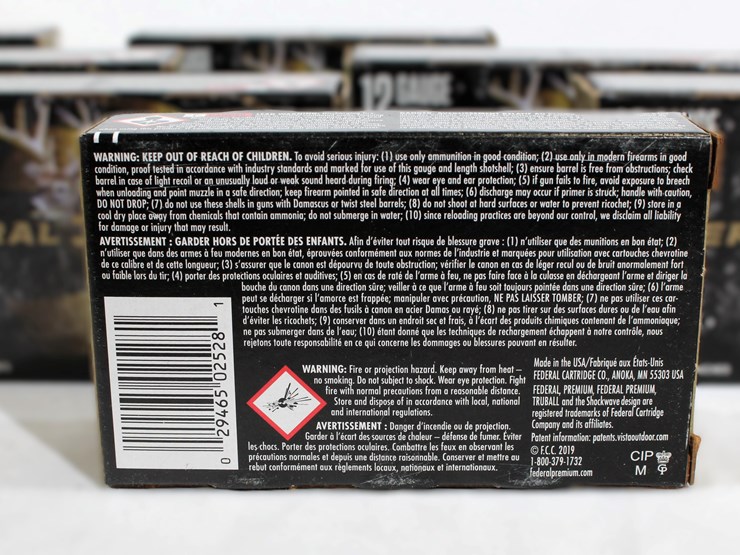 12 GAUGE
WARNING: KEEP OUT OF REACH OF CHILDREN. To avoid serious injury: (1) use only ammunition in good condition; (2) use only in modern firearms in good
condition, proof tested in accordance with industry standards and marked for use of this gauge and length shotshell; (3) ensure barrel is free from obstructions; check
barrel in case of light recoil or an unusually loud or weak sound heard during firing; (4) wear eye and ear protection; (5) if gun fails to fire, avoid exposure to breech
when unloading and point muzzle in a safe direction; keep firearm pointed in safe direction at all times; (6) discharge may occur if primer is struck; handle with caution,
DO NOT DROP; (7) do not use these shells in guns with Damascus or twist steel barrels; (8) do not shoot at hard surfaces or water to prevent ricochet; (9) store in a
cool dry place away from chemicals that contain ammonia; do not submerge in water; (10) since reloading practices are beyond our control, we disclaim all liability
for damage or injury that may result.
AVERTISSEMENT : GARDER HORS DE PORTÉE DES ENFANTS. Afin d'éviter tout risque de blessure grave : (1) n'utiliser que des munitions en bon état; (2)
n'utiliser que dans des armes à feu modernes en bon état, éprouvées conformément aux normes de l'industrie et marquées pour utilisation avec cartouches chevrotine
de ce calibre et de cette longueur; (3) s'assurer que le canon est dépourvu de toute obstruction; vérifier le canon en cas de léger recul ou de bruit anormalement fort
ou faible lors du tir; (4) porter des protections oculaires et auditives; (5) en cas de raté de l'arme à feu, ne pas faire face à la culasse en déchargeant l'arme et diriger la
bouche du canon dans une direction sûre; veiller à ce que l'arme à feu soit toujours pointée dans une direction sûre; (6) l'arme
peut se décharger si l'amorce est frappée; manipuler avec précaution, NE PAS LAISSER TOMBER; (7) ne pas utiliser ces car-
touches chevrotine dans des fusils à canon en acier Damas ou rayé; (8) ne pas tirer sur des surfaces dures ou de l'eau afin
d'éviter les ricochets; (9) conserver dans un endroit sec et frais, à l'écart des produits chimiques contenant de l'ammoniaque;
ne pas submerger dans de l'eau; (10) étant donné que les techniques de rechargement échappent à notre contrôle, nous
rejetons toute responsabilité en ce qui concerne les dommages ou blessures pouvant en résulter.
0 29465 02528 1
WARNING: Fire or projection hazard. Keep away from heat –
no smoking. Do not subject to shock. Wear eye protection. Fight
fire with normal precautions from a reasonable distance.
Store and dispose of in accordance with local, national
and international regulations.
AVERTISSEMENT : Danger d'incendie ou de projection.
Garder à l'écart des sources de chaleur – défense de fumer. Éviter
les chocs. Porter des protections oculaires. Combattre les feux en observant les
précautions normales et depuis une distance raisonnable. Conserver et mettre au
rebut conformément aux règlements locaux, nationaux et internationaux.
Made in the USA/Fabriqué aux États-Unis
FEDERAL CARTRIDGE CO., ANOKA, MN 55303 USA
FEDERAL, PREMIUM, FEDERAL PREMIUM,
TRUBALL and the Shockwave design are
registered trademarks of Federal Cartridge
Company and its affiliates.
Patent information: patents.vistaoutdoor.com
© F.C.C. 2019
1-800-379-1732
federalpremium.com
CIP
M